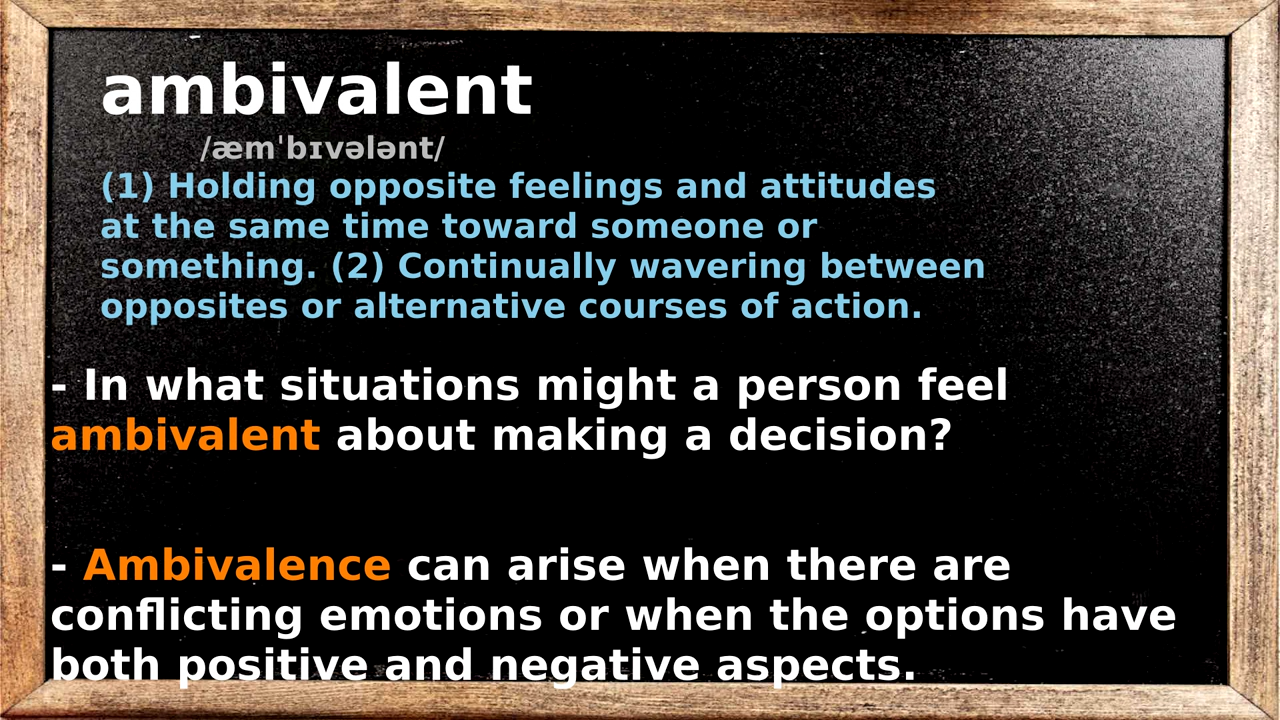 ambivalent
/æmˈbɪvələnt/
(1) Holding opposite feelings and attitudes
at the same time toward someone or
something. (2) Continually wavering between
opposites or alternative courses of action.
- In what situations might a person feel
ambivalent about making a decision?
- Ambivalence can arise when there are
conflicting emotions or when the options have
both positive and negative aspects.